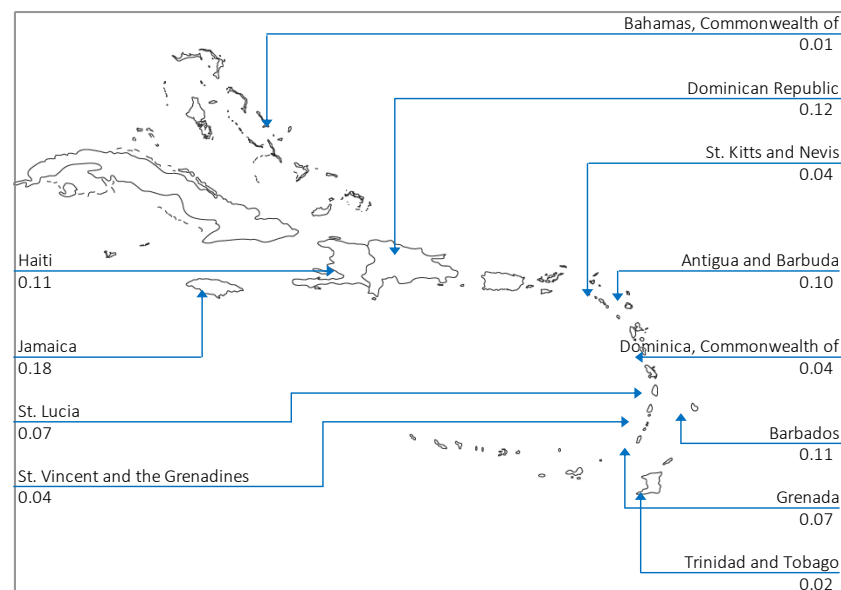 Bahamas, Commonwealth of
0.01
Dominican Republic
0.12
St. Kitts and Nevis
0.04
Haiti
0.11
Antigua and Barbuda
0.10
Jamaica
0.18
Dominica, Commonwealth of
0.04
St. Lucia
0.07
Barbados
0.11
St. Vincent and the Grenadines
0.04
Grenada
0.07
Trinidad and Tobago
0.02